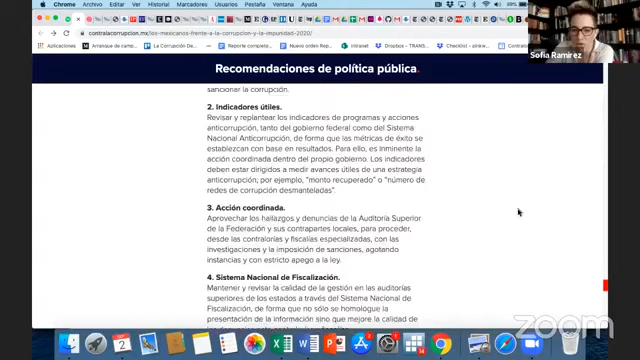 Chrome Archivo Editar Ver Historial Marcadores Usuarios Pestaña Ventana Ayuda
contralacorrupcion.mx/los-mexicanos-frente-a-la-corrupcion-y-la-impunidad-2020/
Aplicaciones M La Corrupción De... Reporte completo... Nuevo orden Repor... Intranet Dropbox - TRANS... Checklist - pinkw... Contralat
Sofía Ramírez
Recomendaciones de política pública.
sancionar la corrupción.
2. Indicadores útiles.
Revisar y replantear los indicadores de programas y acciones
anticorrupción, tanto del gobierno federal como del Sistema
Nacional Anticorrupción, de forma que las métricas de éxito se
establezcan con base en resultados. Para ello, es inminente la
acción coordinada dentro del propio gobierno. Los indicadores
deben estar dirigidos a medir avances útiles de una estrategia
anticorrupción; por ejemplo, "monto recuperado" o "número de
redes de corrupción desmanteladas".
3. Acción coordinada.
Aprovechar los hallazgos y denuncias de la Auditoría Superior
de la Federación y sus contrapartes locales, para proceder,
desde las contralorías y fiscalías especializadas, con las
investigaciones y la imposición de sanciones, agotando
instancias y con estricto apego a la ley.
4. Sistema Nacional de Fiscalización.
Mantener y revisar la calidad de la gestión en las auditorías
superiores de los estados a través del Sistema Nacional de
Fiscalización, de forma que no sólo se homologue la
presentación de la información sino que mejore la calidad de
zoom